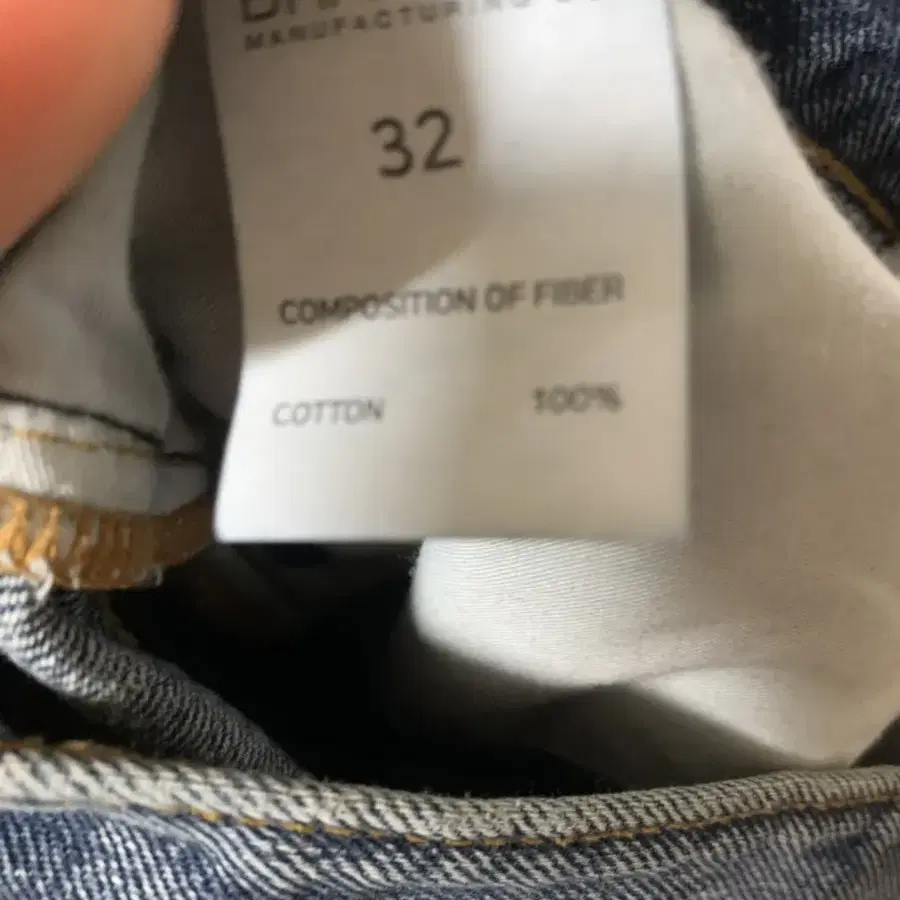 MANUFACTURING
32
COMPOSITION OF FIBER
COTTON 100%